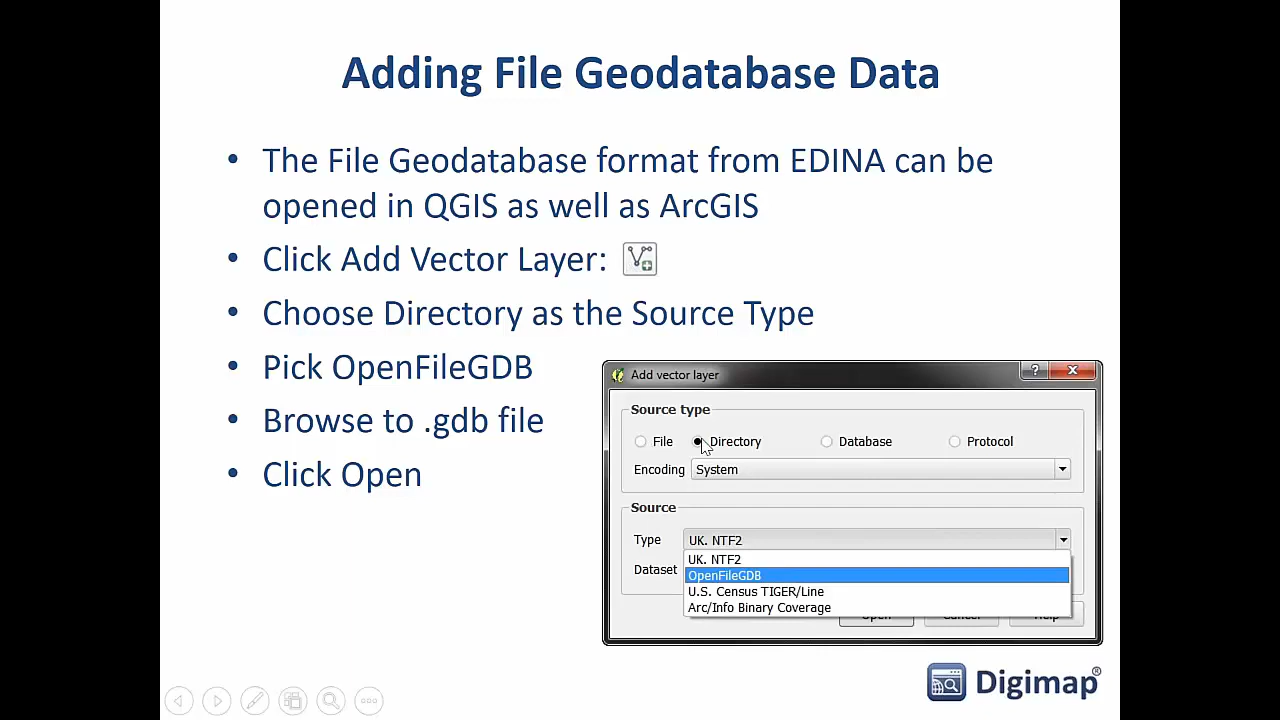 Adding File Geodatabase Data
• The File Geodatabase format from EDINA can be
opened in QGIS as well as ArcGIS
• Click Add Vector Layer:
• Choose Directory as the Source Type
• Pick OpenFileGDB
• Browse to .gdb file
• Click Open
Add vector layer
?
Source type
File Directory Database Protocol
Encoding System
Source
Type UK. NTF2
UK. NTF2
Dataset OpenFileGDB
U.S. Census TIGER/Line
Arc/Info Binary Coverage
Open Cancel Help
Digimap®